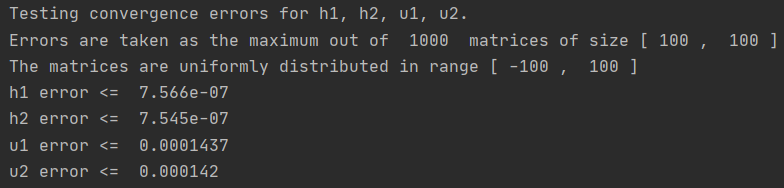 Testing convergence errors for h1, h2, u1, u2.
Errors are taken as the maximum out of  1000  matrices of size [ 100 ,  100 ]
The matrices are uniformly distributed in range [ -100 ,  100 ]
h1 error <=  7.566e-07
h2 error <=  7.545e-07
u1 error <=  0.0001437
u2 error <=  0.000142